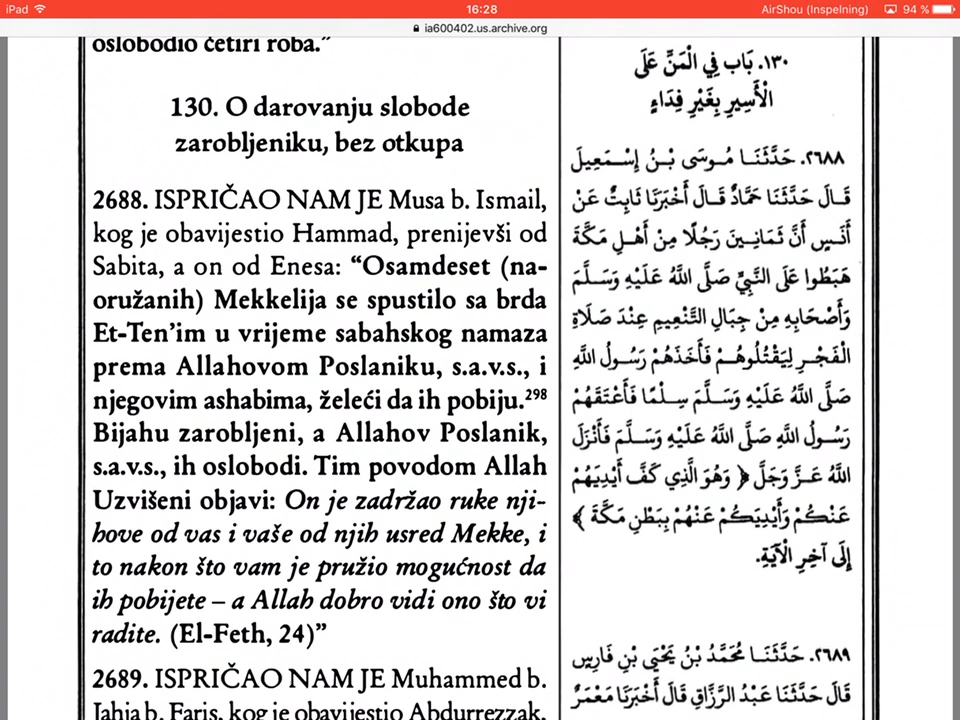 iPad 16:28 AirShou (Inspelning) 94 %
ia600402.us.archive.org
oslobodio četiri roba.”
130. O darovanju slobode
zarobljeniku, bez otkupa
2688. ISPRIČAO NAM JE Musa b. Ismail,
kog je obavijestio Hammad, prenijevši od
Sabita, a on od Enesa: “Osamdeset (na-
oružanih) Mekkelija se spustilo sa brda
Et-Ten’im u vrijeme sabahskog namaza
prema Allahovom Poslaniku, s.a.v.s., i
njegovim ashabima, želeći da ih pobiju.298
Bijahu zarobljeni, a Allahov Poslanik,
s.a.v.s., ih oslobodi. Tim povodom Allah
Uzvišeni objavi: On je zadržao ruke nji-
hove od vas i vaše od njih usred Mekke, i
to nakon što vam je pružio mogućnost da
ih pobijete – a Allah dobro vidi ono što vi
radite. (El-Feth, 24)”
2689. ISPRIČAO NAM JE Muhammed b.
Jahja b. Faris, kog je obavijestio Abdurrezzak,
١٣٠. بَاب فِي الْمَنِّ عَلَى
الْأَسِيرِ بِغَيْرِ فِدَاءٍ
٢٦٨٨. حَدَّثَنَا مُوسَى بْنُ إِسْمَعِيلَ
قَالَ حَدَّثَنَا حَمَّادٌ قَالَ أَخْبَرَنَا ثَابِتٌ عَنْ
أَنَسٍ أَنَّ ثَمَانِينَ رَجُلًا مِنْ أَهْلِ مَكَّةَ
هَبَطُوا عَلَى النَّبِيِّ صَلَّى اللَّهُ عَلَيْهِ وَسَلَّمَ
وَأَصْحَابِهِ مِنْ جِبَالِ التَّنْعِيمِ عِنْدَ صَلَاةِ
الْفَجْرِ لِيَقْتُلُوهُمْ فَأَخَذَهُمْ رَسُولُ اللَّهِ
صَلَّى اللَّهُ عَلَيْهِ وَسَلَّمَ سِلْمًا فَأَعْتَقَهُمْ
رَسُولُ اللَّهِ صَلَّى اللَّهُ عَلَيْهِ وَسَلَّمَ فَأَنْزَلَ
اللَّهُ عَزَّ وَجَلَّ ﴿ وَهُوَ الَّذِي كَفَّ أَيْدِيَهُمْ
عَنْكُمْ وَأَيْدِيَكُمْ عَنْهُمْ بِبَطْنِ مَكَّةَ ﴾
إِلَى آخِرِ الْآيَةِ.
٢٦٨٩. حَدَّثَنَا مُحَمَّدُ بْنُ يَحْيَى بْنِ فَارِسٍ
قَالَ حَدَّثَنَا عَبْدُ الرَّزَّاقِ قَالَ أَخْبَرَنَا مَعْمَرٌ